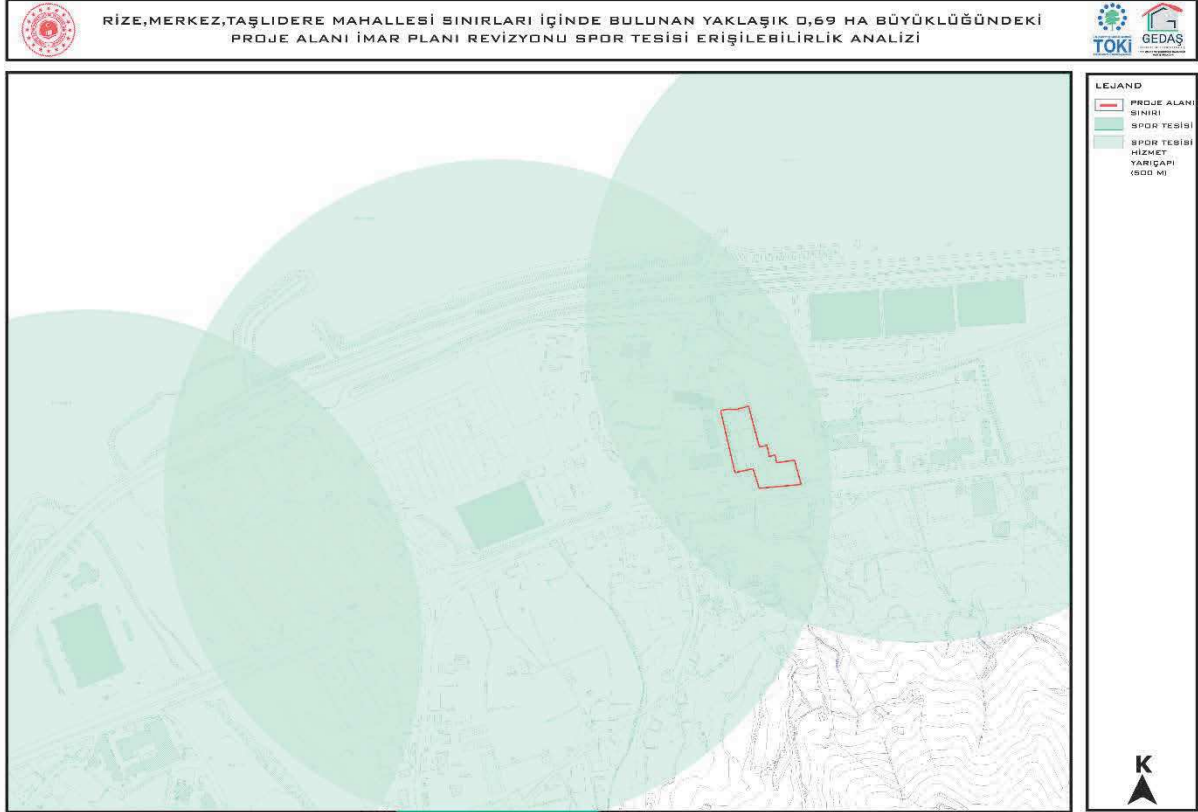 RİZE,MERKEZ,TAŞLIDERE MAHALLESİ SINIRLARI İÇİNDE BULUNAN YAKLAŞIK 0,69 HA BÜYÜKLÜĞÜNDEKİ
PROJE ALANI İMAR PLANI REVİZYONU SPOR TESİSİ ERİŞİLEBİLİRLİK ANALİZİ
TOKİ
GEDAŞ
LEJAND
PROJE ALANI
SINIRI
SPOR TESİSİ
SPOR TESİSİ
HİZMET
YARIÇAPI
(500 M)
K